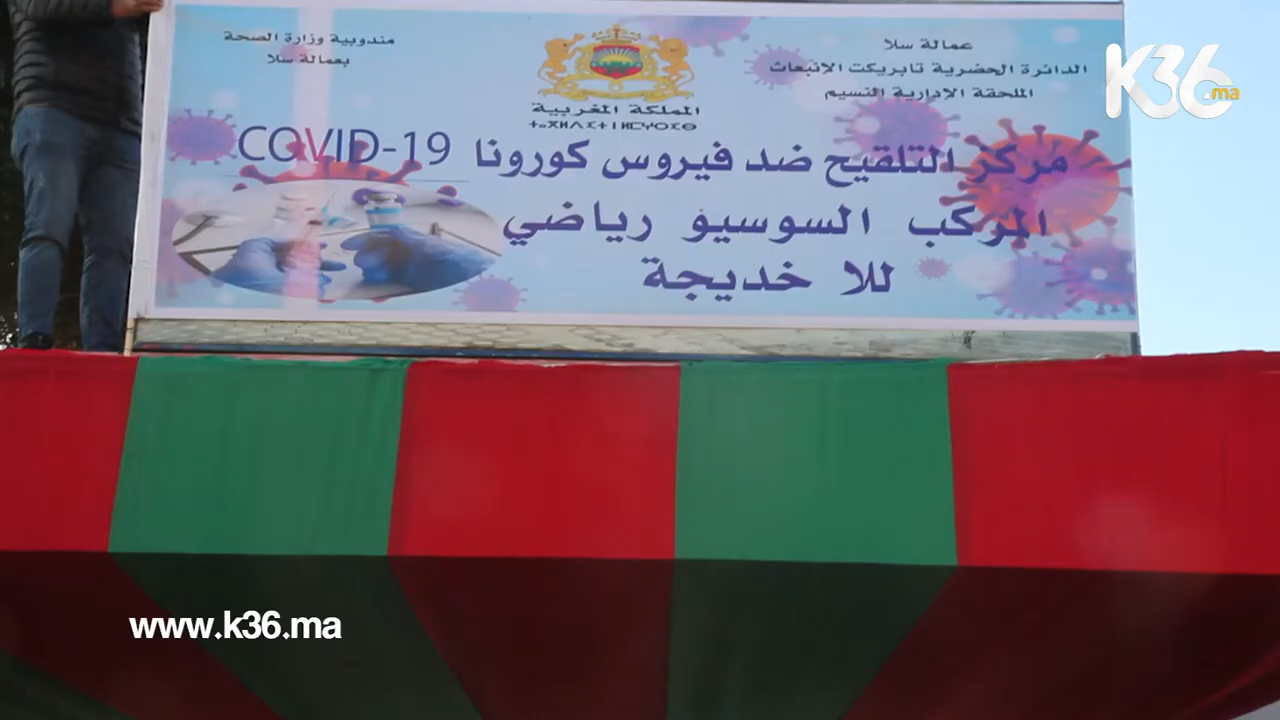 عمالة سلا
الدائرة الحضرية تابريكت الإنبعاث
الملحقة الإدارية النسيم
المملكة المغربية
ⵜⴰⴳⵍⴷⵉⵜ ⵏ ⵍⵎⵖⵔⵉⴱ
مندوبية وزارة الصحة
بعمالة سلا
مركز التلقيح ضد فيروس كورونا COVID-19
المركب السوسيو رياضي
للا خديجة
K36.ma
www.k36.ma